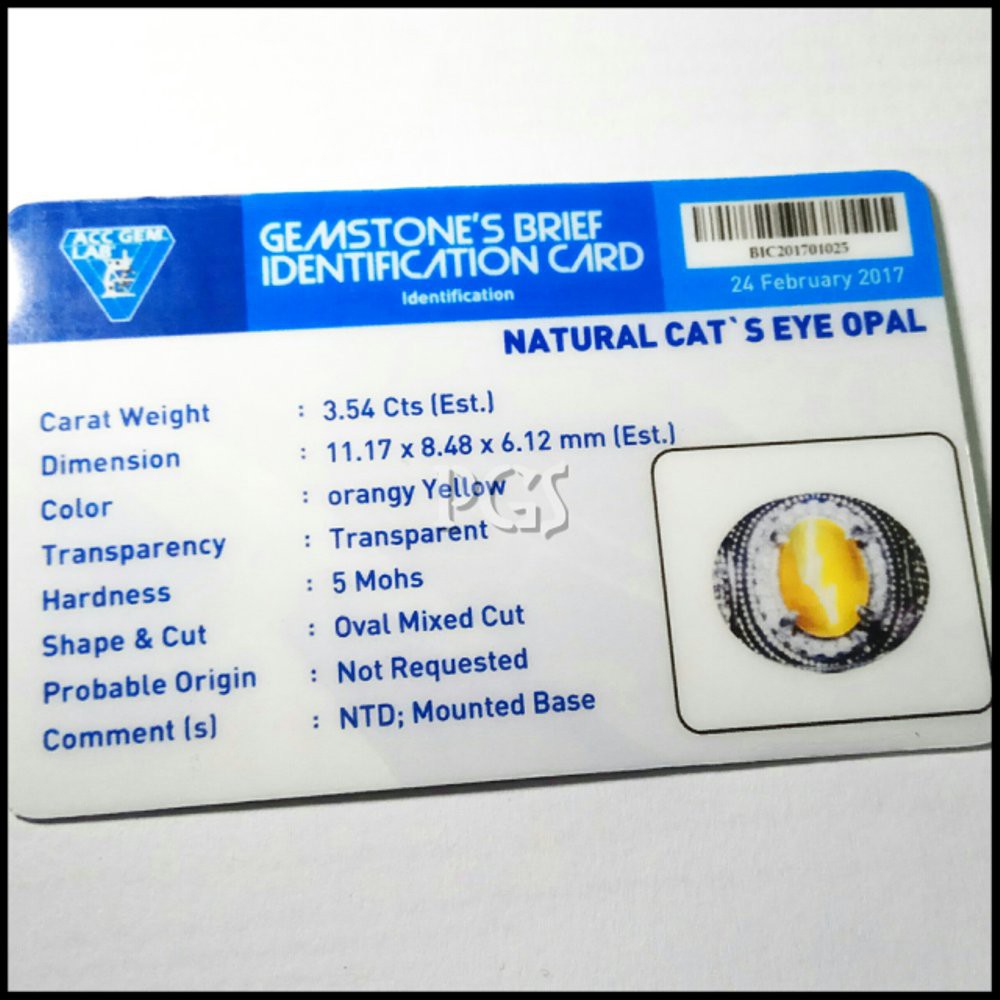 ACC GEM
LAB
GEMSTONE'S BRIEF
IDENTIFICATION CARD
Identification
BIC201701025
24 February 2017
NATURAL CAT`S EYE OPAL
Carat Weight : 3.54 Cts (Est.)
Dimension : 11.17 x 8.48 x 6.12 mm (Est.)
Color : orangy Yellow
Transparency : Transparent
Hardness : 5 Mohs
Shape & Cut : Oval Mixed Cut
Probable Origin : Not Requested
Comment (s) : NTD; Mounted Base
PGS